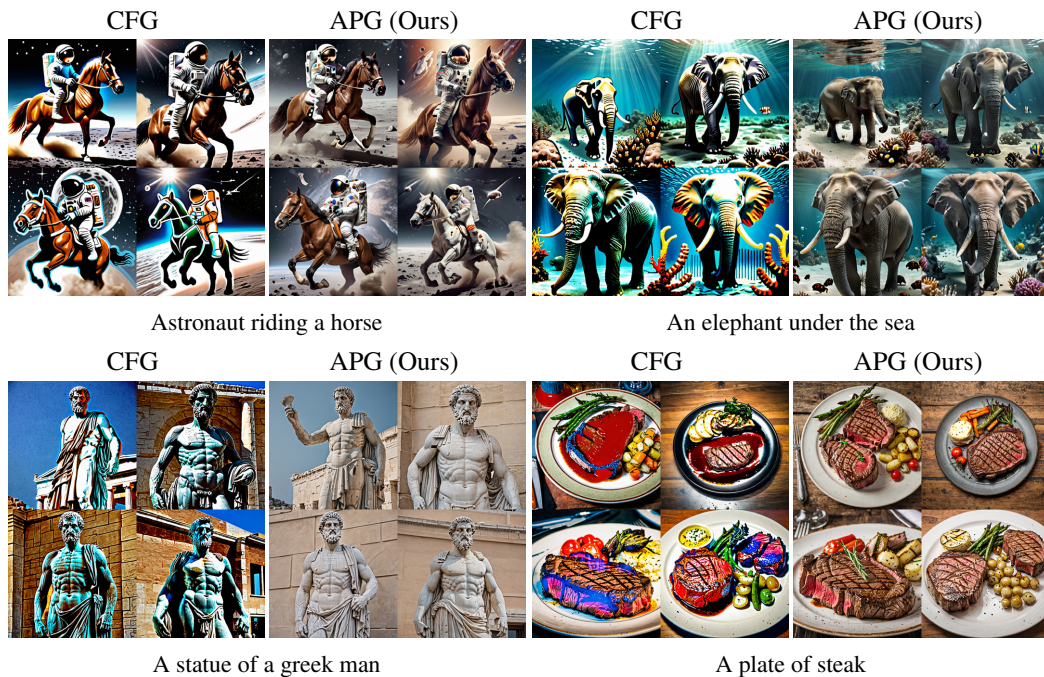 CFG APG (Ours) CFG APG (Ours)
Astronaut riding a horse An elephant under the sea
CFG APG (Ours) CFG APG (Ours)
A statue of a greek man A plate of steak